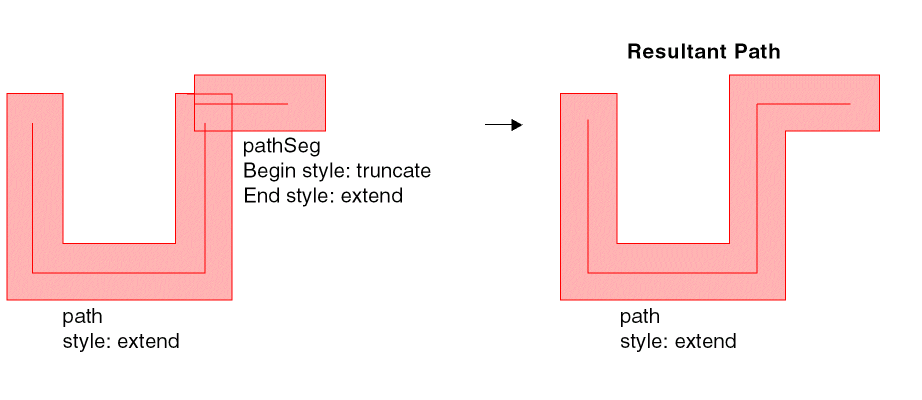 Resultant Path
pathSeg
Begin style: truncate
End style: extend
path
style: extend
path
style: extend